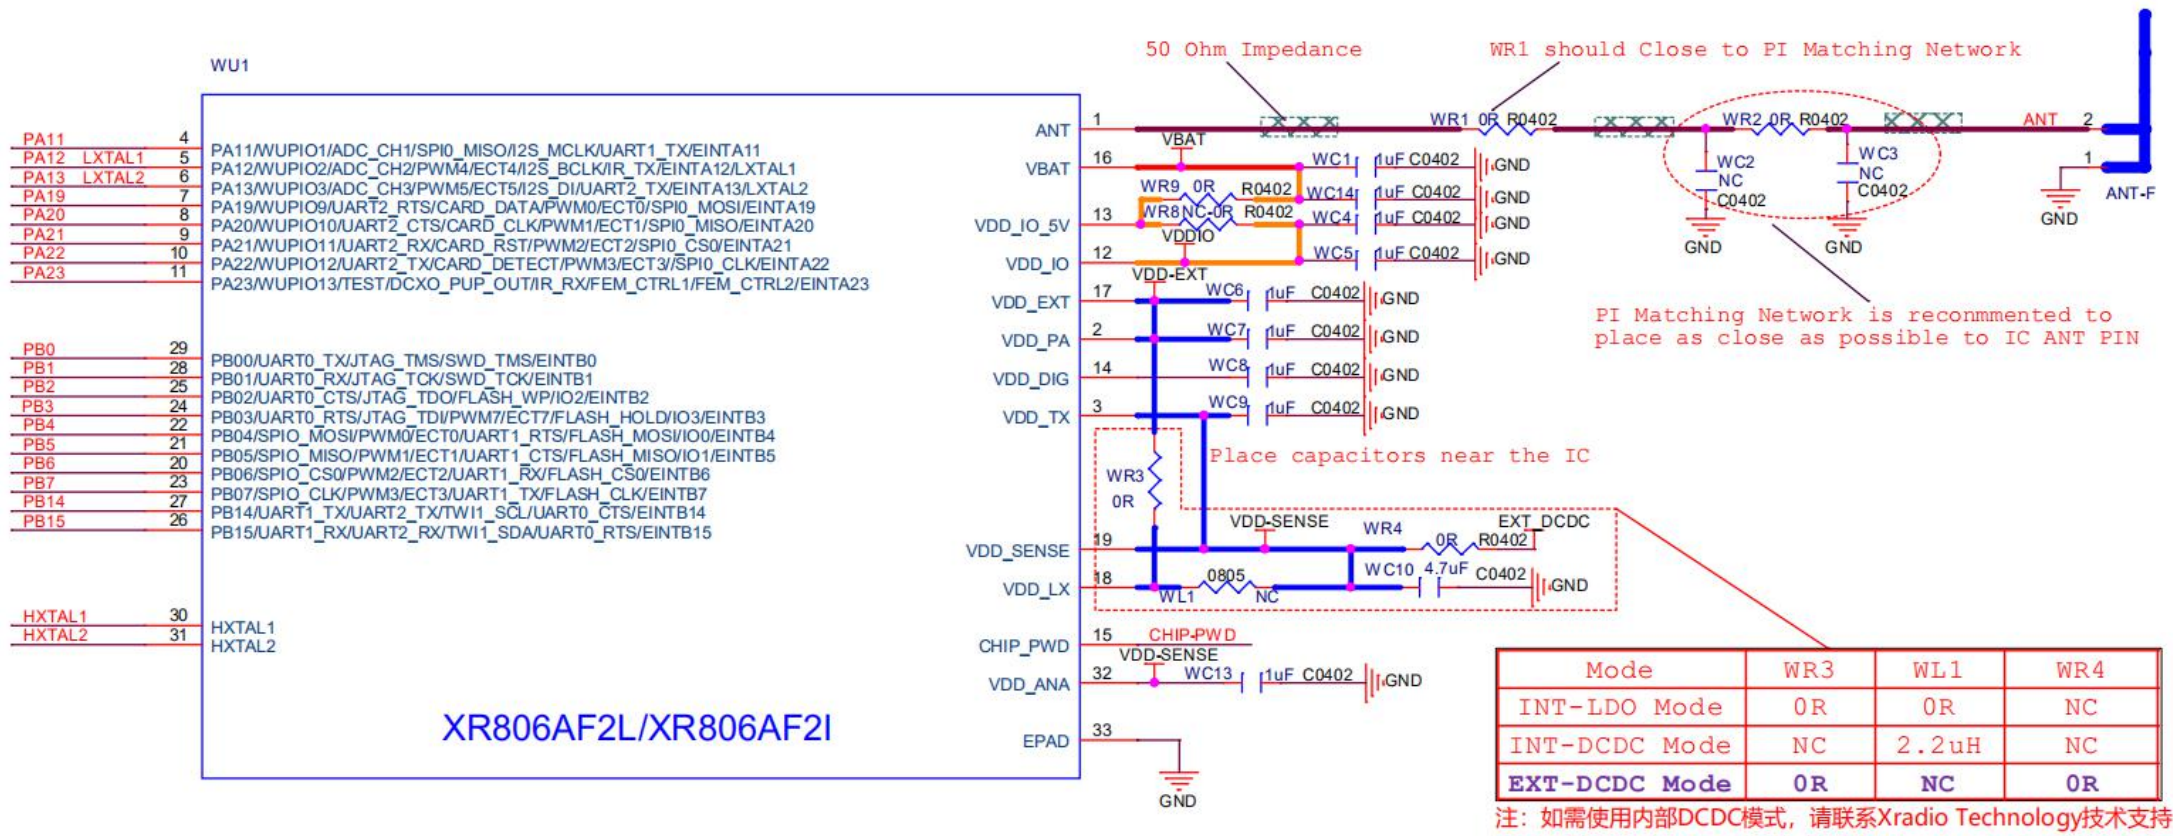 50 Ohm Impedance
WR1 should Close to PI Matching Network
WU1
PA11 4 PA11/WUPIO1/ADC_CH1/SPI0_MISO/I2S_MCLK/UART1_TX/EINTA11
PA12 LXTAL1 5 PA12/WUPIO2/ADC_CH2/PWM4/ECT4/I2S_BCLK/IR_TX/EINTA12/LXTAL1
PA13 LXTAL2 6 PA13/WUPIO3/ADC_CH3/PWM5/ECT5/I2S_DI/UART2_TX/EINTA13/LXTAL2
PA19 7 PA19/WUPIO9/UART2_RTS/CARD_DATA/PWM0/ECT0/SPI0_MOSI/EINTA19
PA20 8 PA20/WUPIO10/UART2_CTS/CARD_CLK/PWM1/ECT1/SPI0_MISO/EINTA20
PA21 9 PA21/WUPIO11/UART2_RX/CARD_RST/PWM2/ECT2/SPI0_CS0/EINTA21
PA22 10 PA22/WUPIO12/UART2_TX/CARD_DETECT/PWM3/ECT3//SPI0_CLK/EINTA22
PA23 11 PA23/WUPIO13/TEST/DCXO_PUP_OUT/IR_RX/FEM_CTRL1/FEM_CTRL2/EINTA23
PB0 29 PB00/UART0_TX/JTAG_TMS/SWD_TMS/EINTB0
PB1 28 PB01/UART0_RX/JTAG_TCK/SWD_TCK/EINTB1
PB2 25 PB02/UART0_CTS/JTAG_TDO/FLASH_WP/IO2/EINTB2
PB3 24 PB03/UART0_RTS/JTAG_TDI/PWM7/ECT7/FLASH_HOLD/IO3/EINTB3
PB4 22 PB04/SPIO_MOSI/PWM0/ECT0/UART1_RTS/FLASH_MOSI/IO0/EINTB4
PB5 21 PB05/SPIO_MISO/PWM1/ECT1/UART1_CTS/FLASH_MISO/IO1/EINTB5
PB6 20 PB06/SPIO_CS0/PWM2/ECT2/UART1_RX/FLASH_CS0/EINTB6
PB7 23 PB07/SPIO_CLK/PWM3/ECT3/UART1_TX/FLASH_CLK/EINTB7
PB14 27 PB14/UART1_TX/UART2_TX/TWI1_SCL/UART0_CTS/EINTB14
PB15 26 PB15/UART1_RX/UART2_RX/TWI1_SDA/UART0_RTS/EINTB15
HXTAL1 30 HXTAL1
HXTAL2 31 HXTAL2
XR806AF2L/XR806AF2I
ANT 1 WR1 0R R0402 WR2 0R R0402 ANT 2
VBAT
VBAT 16 WC1 1uF C0402 GND
WR9 0R R0402 WC14 1uF C0402 GND
VDD_IO_5V 13 WR8 NC-0R R0402 WC4 1uF C0402 GND
VDDIO
VDD_IO 12 WC5 1uF C0402 GND
WC2
NC
C0402
GND
WC3
NC
C0402
GND
1
GND
ANT-F
VDD-EXT
VDD_EXT 17 WC6 1uF C0402 GND
VDD_PA 2 WC7 1uF C0402 GND
VDD_DIG 14 WC8 1uF C0402 GND
VDD_TX 3 WC9 1uF C0402 GND
PI Matching Network is reconmmented to
place as close as possible to IC ANT PIN
Place capacitors near the IC
WR3
0R
VDD-SENSE
EXT_DCDC
VDD_SENSE 19 WR4 0R R0402
VDD_LX 18 WL1 0805 NC WC10 4.7uF C0402 GND
CHIP_PWD 15 CHIP-PWD
VDD-SENSE
VDD_ANA 32 WC13 1uF C0402 GND
EPAD 33
GND
Mode WR3 WL1 WR4
INT-LDO Mode 0R 0R NC
INT-DCDC Mode NC 2.2uH NC
EXT-DCDC Mode 0R NC 0R
注：如需使用内部DCDC模式，请联系Xradio Technology技术支持